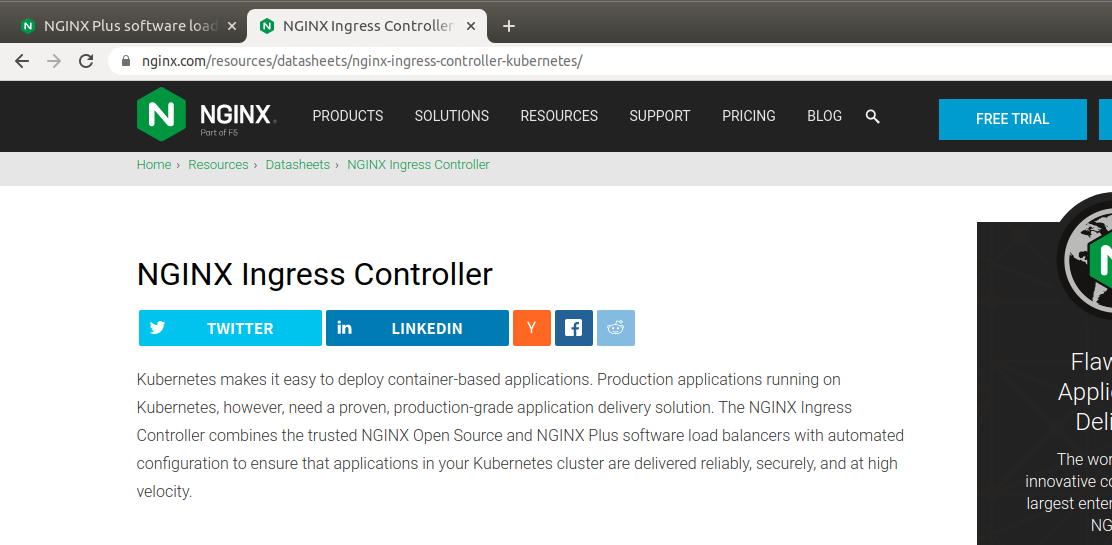 NGINX Plus software load
NGINX Ingress Controller
nginx.com/resources/datasheets/nginx-ingress-controller-kubernetes/
NGINX
Part of F5
PRODUCTS
SOLUTIONS
RESOURCES
SUPPORT
PRICING
BLOG
FREE TRIAL
Home › Resources › Datasheets › NGINX Ingress Controller
NGINX Ingress Controller
TWITTER
LINKEDIN
Kubernetes makes it easy to deploy container-based applications. Production applications running on
Kubernetes, however, need a proven, production-grade application delivery solution. The NGINX Ingress
Controller combines the trusted NGINX Open Source and NGINX Plus software load balancers with automated
configuration to ensure that applications in your Kubernetes cluster are delivered reliably, securely, and at high
velocity.
Flaw
Applic
Deli
The wor
innovative co
largest enter
NG